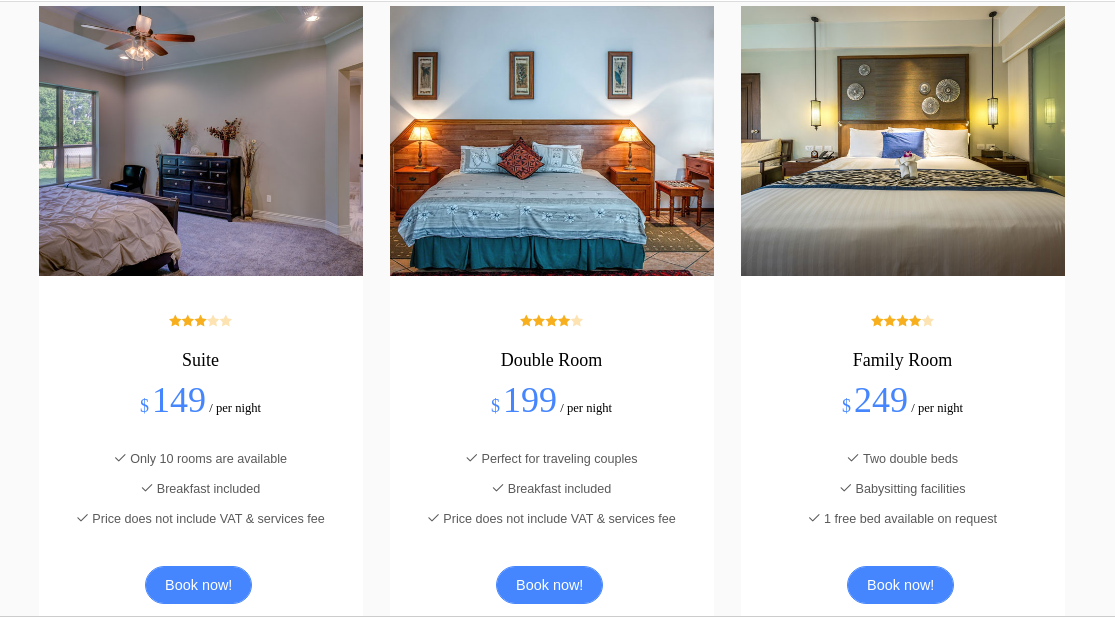 Suite
$ 149 / per night
Only 10 rooms are available
Breakfast included
Price does not include VAT & services fee
Book now!
Double Room
$ 199 / per night
Perfect for traveling couples
Breakfast included
Price does not include VAT & services fee
Book now!
Family Room
$ 249 / per night
Two double beds
Babysitting facilities
1 free bed available on request
Book now!